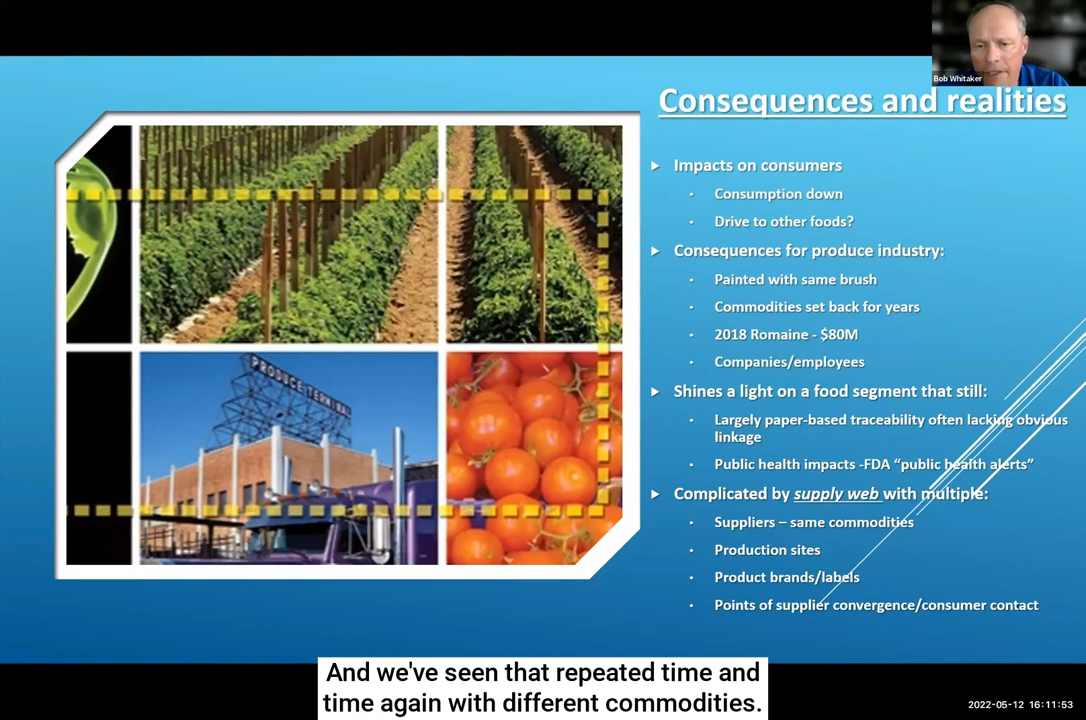 Bob Whitaker
Consequences and realities
Impacts on consumers
Consumption down
Drive to other foods?
Consequences for produce industry:
Painted with same brush
Commodities set back for years
2018 Romaine - $80M
Companies/employees
Shines a light on a food segment that still:
Largely paper-based traceability often lacking obvious
linkage
Public health impacts -FDA “public health alerts”
Complicated by supply web with multiple:
Suppliers – same commodities
Production sites
Product brands/labels
Points of supplier convergence/consumer contact
PRODUCE TERMINAL
And we've seen that repeated time and
time again with different commodities.
2022-05-12 16:11:53